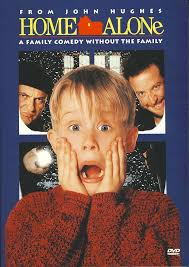 FROM JOHN HUGHES
HOME ALONe
A FAMILY COMEDY WITHOUT THE FAMILY
DVD